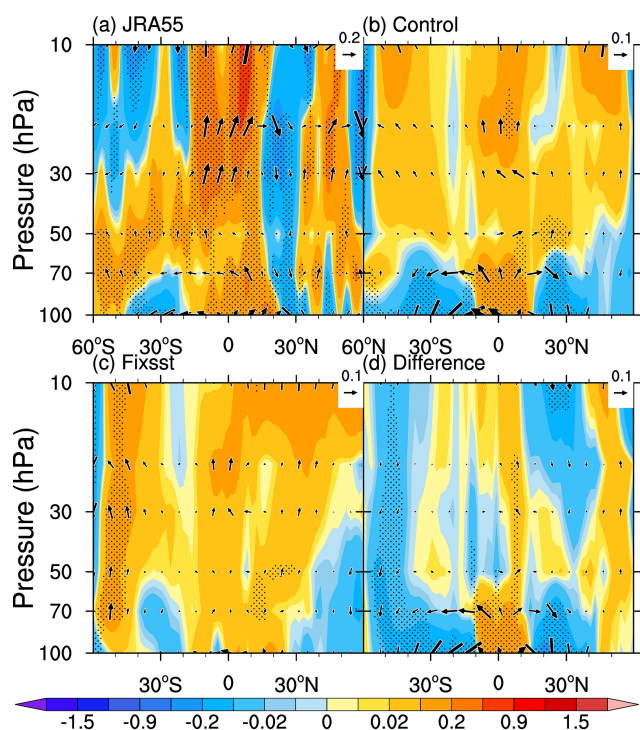 (a) JRA55
(b) Control
0.2
0.1
10
30
50
70
100
Pressure (hPa)
60°S 30°S 0 30°N 60°N 30°S 0 30°N
(c) Fixsst
(d) Difference
0.1
0.1
10
30
50
70
100
Pressure (hPa)
30°S 0 30°N 30°S 0 30°N
-1.5 -0.9 -0.2 -0.02 0 0.02 0.2 0.9 1.5